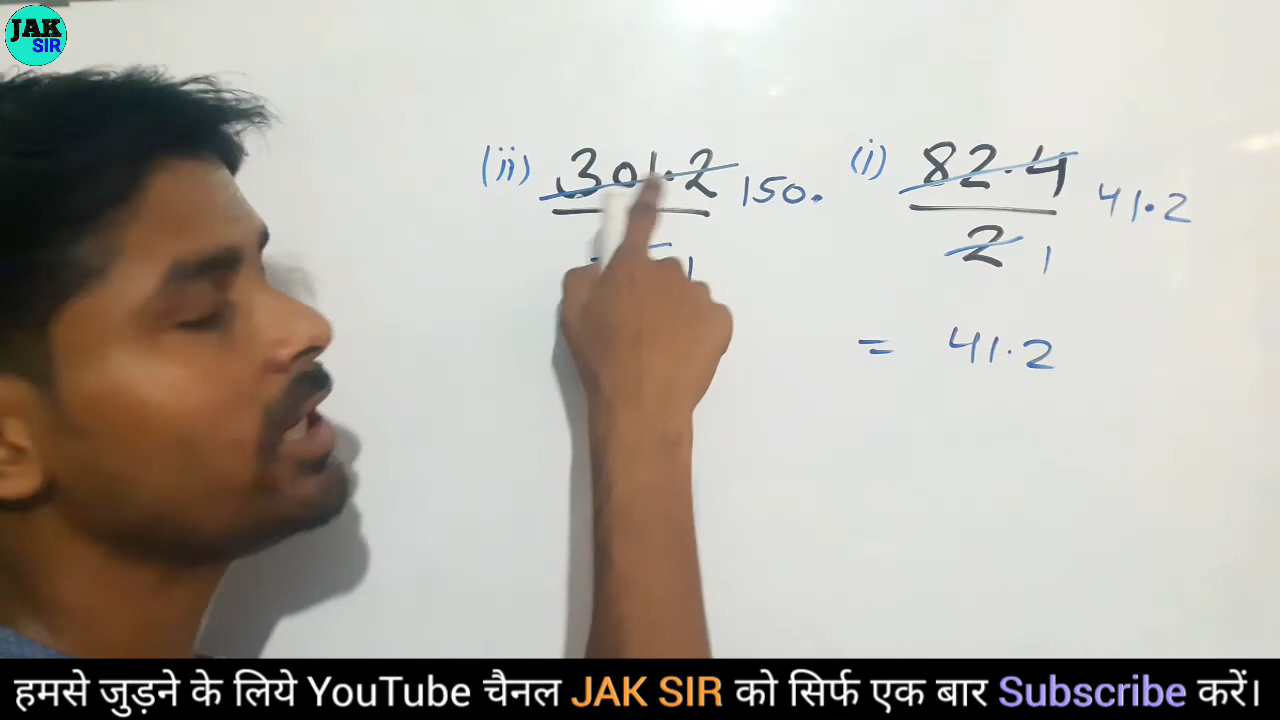 JAK
SIR
(ii) 301.2 150.
1
(i) 82.4 41.2
2 1
= 41.2
हमसे जुड़ने के लिये YouTube चैनल JAK SIR को सिर्फ एक बार Subscribe करें।